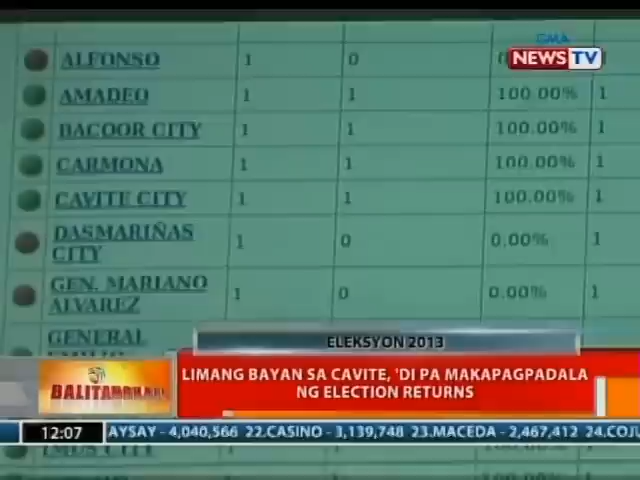 GMA
NEWS TV
ALFONSO 1 0
AMADEO 1 1 100.00% 1
BACOOR CITY 1 1 100.00% 1
CARMONA 1 1 100.00% 1
CAVITE CITY 1 1 100.00% 1
DASMARIÑAS CITY 1 0 0.00% 1
GEN. MARIANO ALVAREZ 1 0 0.00% 1
GENERAL
ELEKSYON 2013
LIMANG BAYAN SA CAVITE, 'DI PA MAKAPAGPADALA
NG ELECTION RETURNS
BALITANGHALI
12:07 AYSAY - 4,040,566 22.CASINO - 3,139,748 23.MACEDA - 2,467,412 24.COJU
IMUS CITY